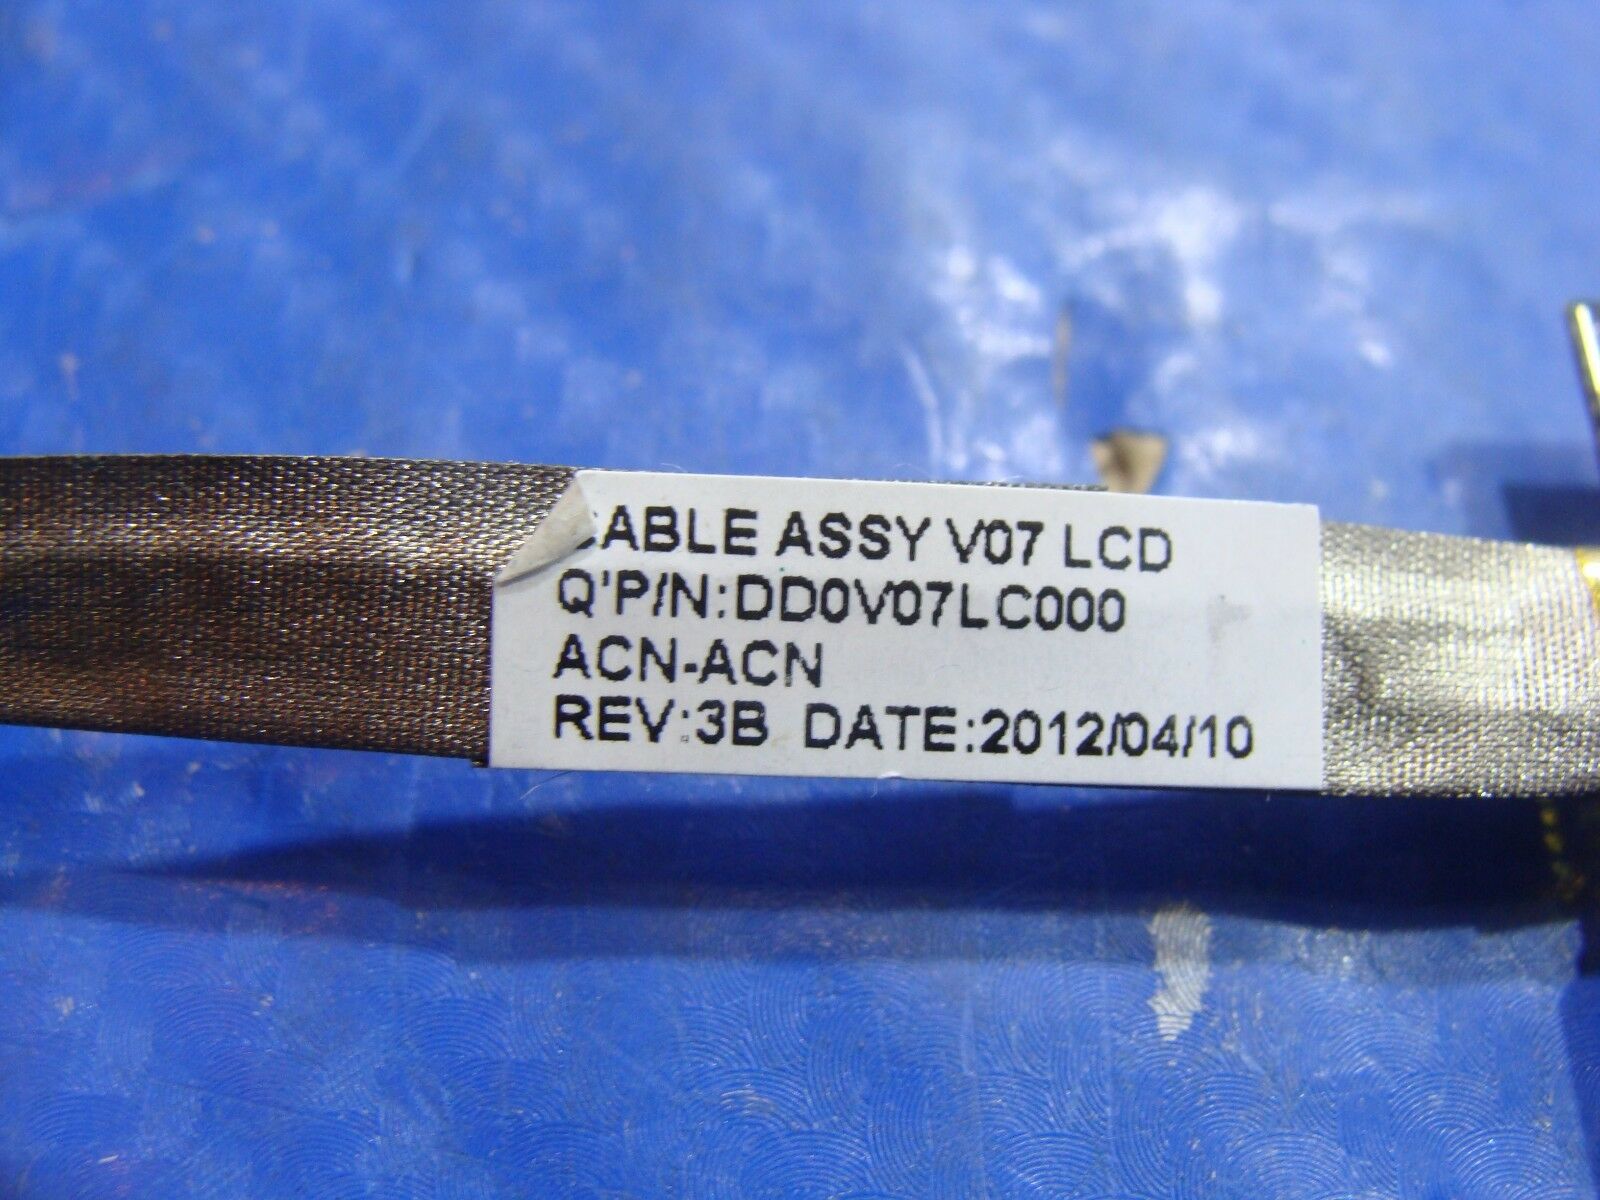 CABLE ASSY V07 LCD
Q'P/N:DD0V07LC000
ACN-ACN
REV:3B DATE:2012/04/10